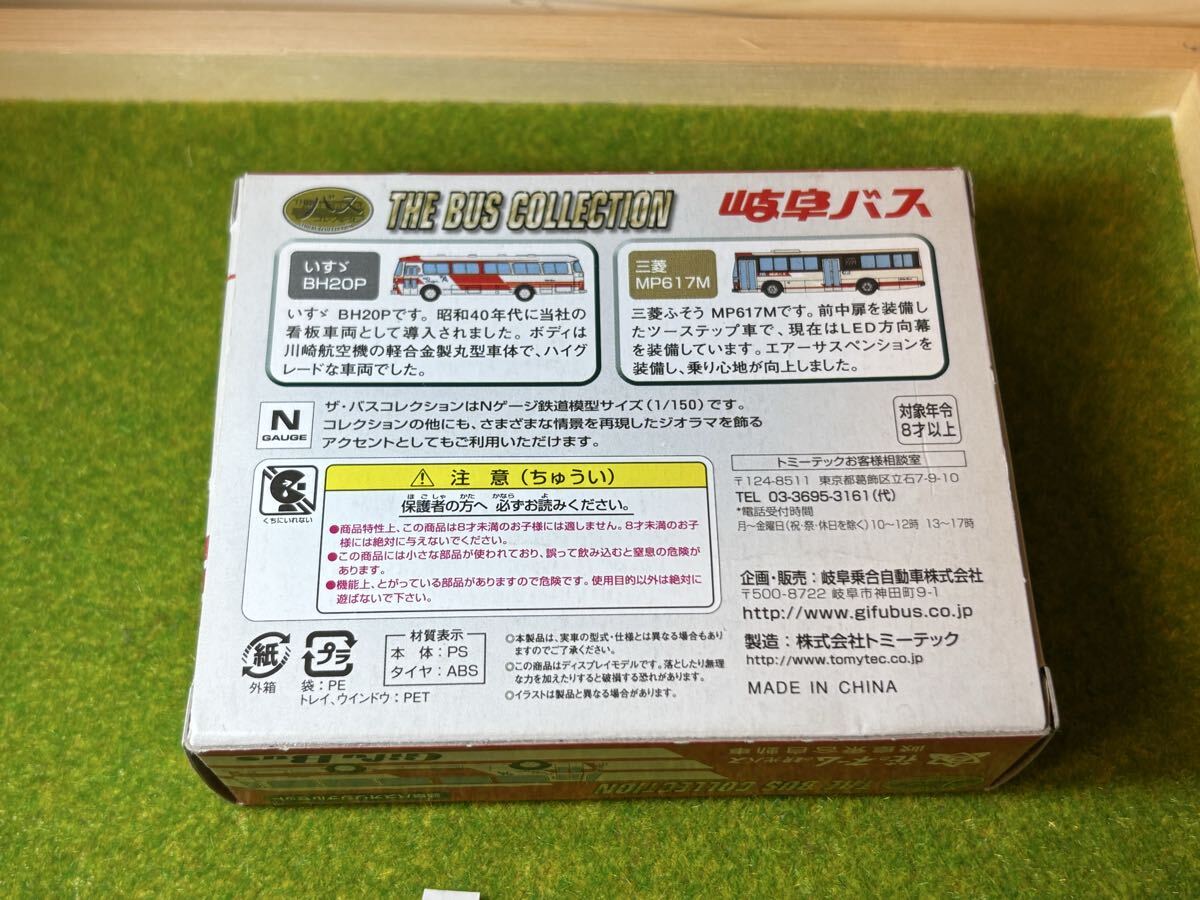 バス
THE BUS COLLECTION
岐阜バス
いすゞ
BH20P
いすゞ BH20Pです。昭和40年代に当社の
看板車両として導入されました。ボディは
川崎航空機の軽合金製丸型車体で、ハイグ
レードな車両でした。
三菱
MP617M
三菱ふそう MP617Mです。前中扉を装備し
たツーステップ車で、現在はLED方向幕
を装備しています。エアーサスペンションを
装備し、乗り心地が向上しました。
N
GAUGE
ザ・バスコレクションはNゲージ鉄道模型サイズ(1/150)です。
コレクションの他にも、さまざまな情景を再現したジオラマを飾る
アクセントとしてもご利用いただけます。
対象年令
8才以上
くちにいれない
注 意 (ちゅうい)
保護者の方へ 必ずお読みください。
ほごしゃ かた かなら よ
●商品特性上、この商品は8才未満のお子様には適しません。8才未満のお子
様には絶対に与えないでください。
●この商品には小さな部品が使われており、誤って飲み込むと窒息の危険が
あります。
●機能上、とがっている部品がありますので危険です。使用目的以外は絶対に
遊ばないで下さい。
トミーテックお客様相談室
〒124-8511 東京都葛飾区立石7-9-10
TEL 03-3695-3161(代)
*電話受付時間
月〜金曜日(祝・祭・休日を除く)10〜12時 13〜17時
企画・販売:岐阜乗合自動車株式会社
〒500-8722 岐阜市神田町9-1
http://www.gifubus.co.jp
製造:株式会社トミーテック
http://www.tomytec.co.jp
MADE IN CHINA
紙
外箱
プラ
袋:PE
トレイ、ウインドウ:PET
材質表示
本 体:PS
タイヤ:ABS
◎本製品は、実車の型式・仕様とは異なる場合もあり
ますのでご了承ください。
◎この商品はディスプレイモデルです。落としたり無理
な力を加えたりすると破損する恐れがあります。
◎イラストは製品と異なる場合があります。
Gifu Bus
THE BUS COLLECTION
岐阜乗合自動車